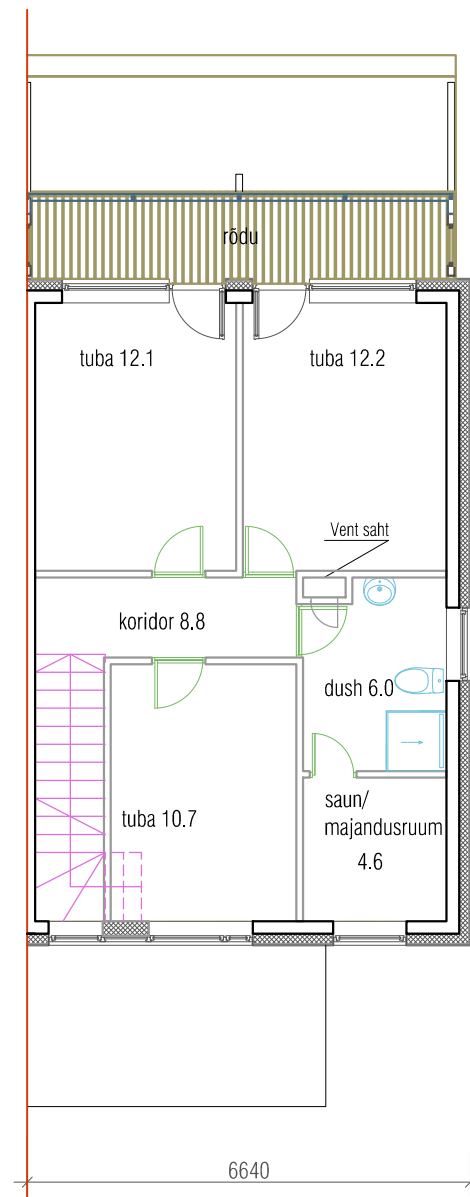 rõdu
tuba 12.1
tuba 12.2
Vent saht
koridor 8.8
dush 6.0
tuba 10.7
saun/
majandusruum
4.6
6640